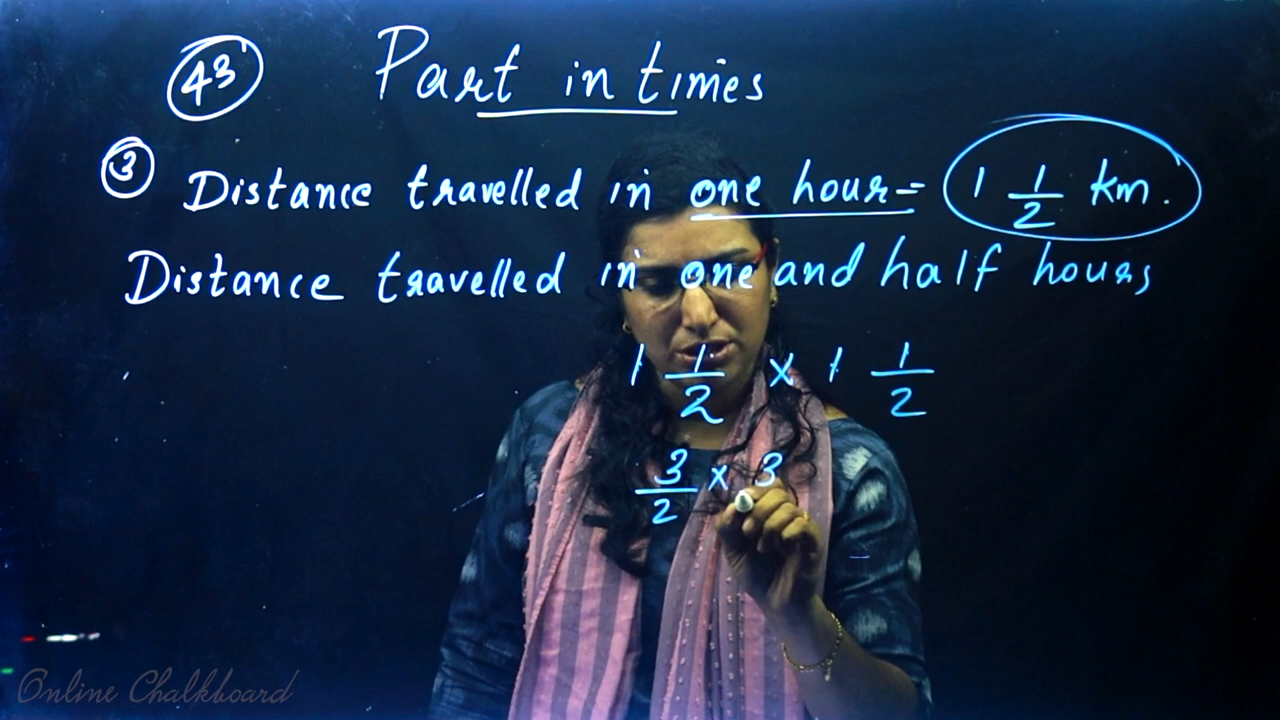 43 Part in times
3 Distance travelled in one hour = 1 1/2 km.
Distance travelled in one and half hours
1 1/2 x 1 1/2
3/2 x 3
Online Chalkboard